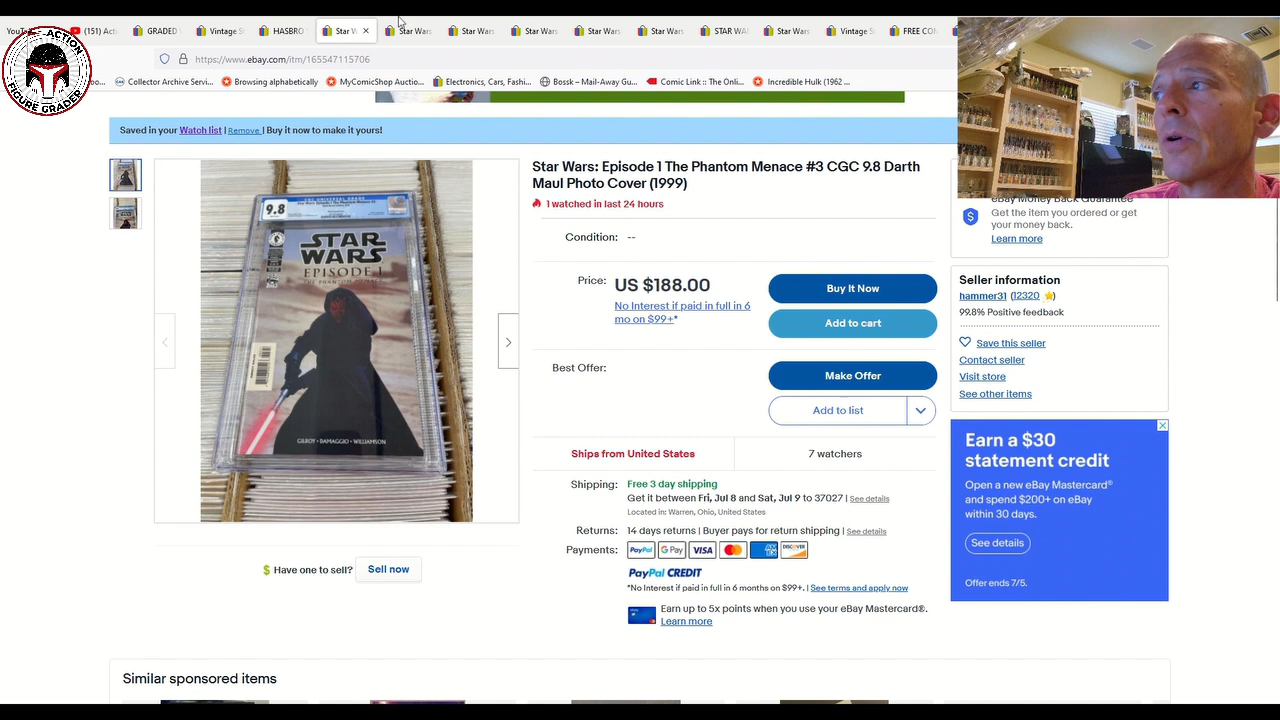 YouT
(151) Act
GRADED
Vintage S
HASBRO
Star W
Star Wars
Star Wars
Star Wars
Star Wars
Star Wars
STAR WA
Star Wars
Vintage S
FREE CO
ACTION
FIGURE GRADER
https://www.ebay.com/itm/165547115706
Collector Archive Servi...
Browsing alphabetically
MyComicShop Auctio...
Electronics, Cars, Fashi...
Bossk – Mail-Away Gu...
Comic Link :: The Onli...
Incredible Hulk (1962 ...
Saved in your Watch list | Remove | Buy it now to make it yours!
9.8
STAR
WARS
EPISODE I
THE PHANTOM MENACE
GILROY • DAMAGGIO • WILLIAMSON
Have one to sell?
Sell now
Star Wars: Episode 1 The Phantom Menace #3 CGC 9.8 Darth
Maul Photo Cover (1999)
1 watched in last 24 hours
Condition: --
Price: US $188.00
No Interest if paid in full in 6
mo on $99+*
Buy It Now
Add to cart
Best Offer:
Make Offer
Add to list
Ships from United States
7 watchers
Shipping: Free 3 day shipping
Get it between Fri, Jul 8 and Sat, Jul 9 to 37027 | See details
Located in: Warren, Ohio, United States
Returns: 14 days returns | Buyer pays for return shipping | See details
Payments: PayPal G Pay VISA DISCOVER
PayPal CREDIT
*No Interest if paid in full in 6 months on $99+. | See terms and apply now
Earn up to 5x points when you use your eBay Mastercard®.
Learn more
eBay Money Back Guarantee
Get the item you ordered or get
your money back.
Learn more
Seller information
hammer31 (12320 )
99.8% Positive feedback
Save this seller
Contact seller
Visit store
See other items
Earn a $30
statement credit
Open a new eBay Mastercard®
and spend $200+ on eBay
within 30 days.
See details
Offer ends 7/5.
Similar sponsored items